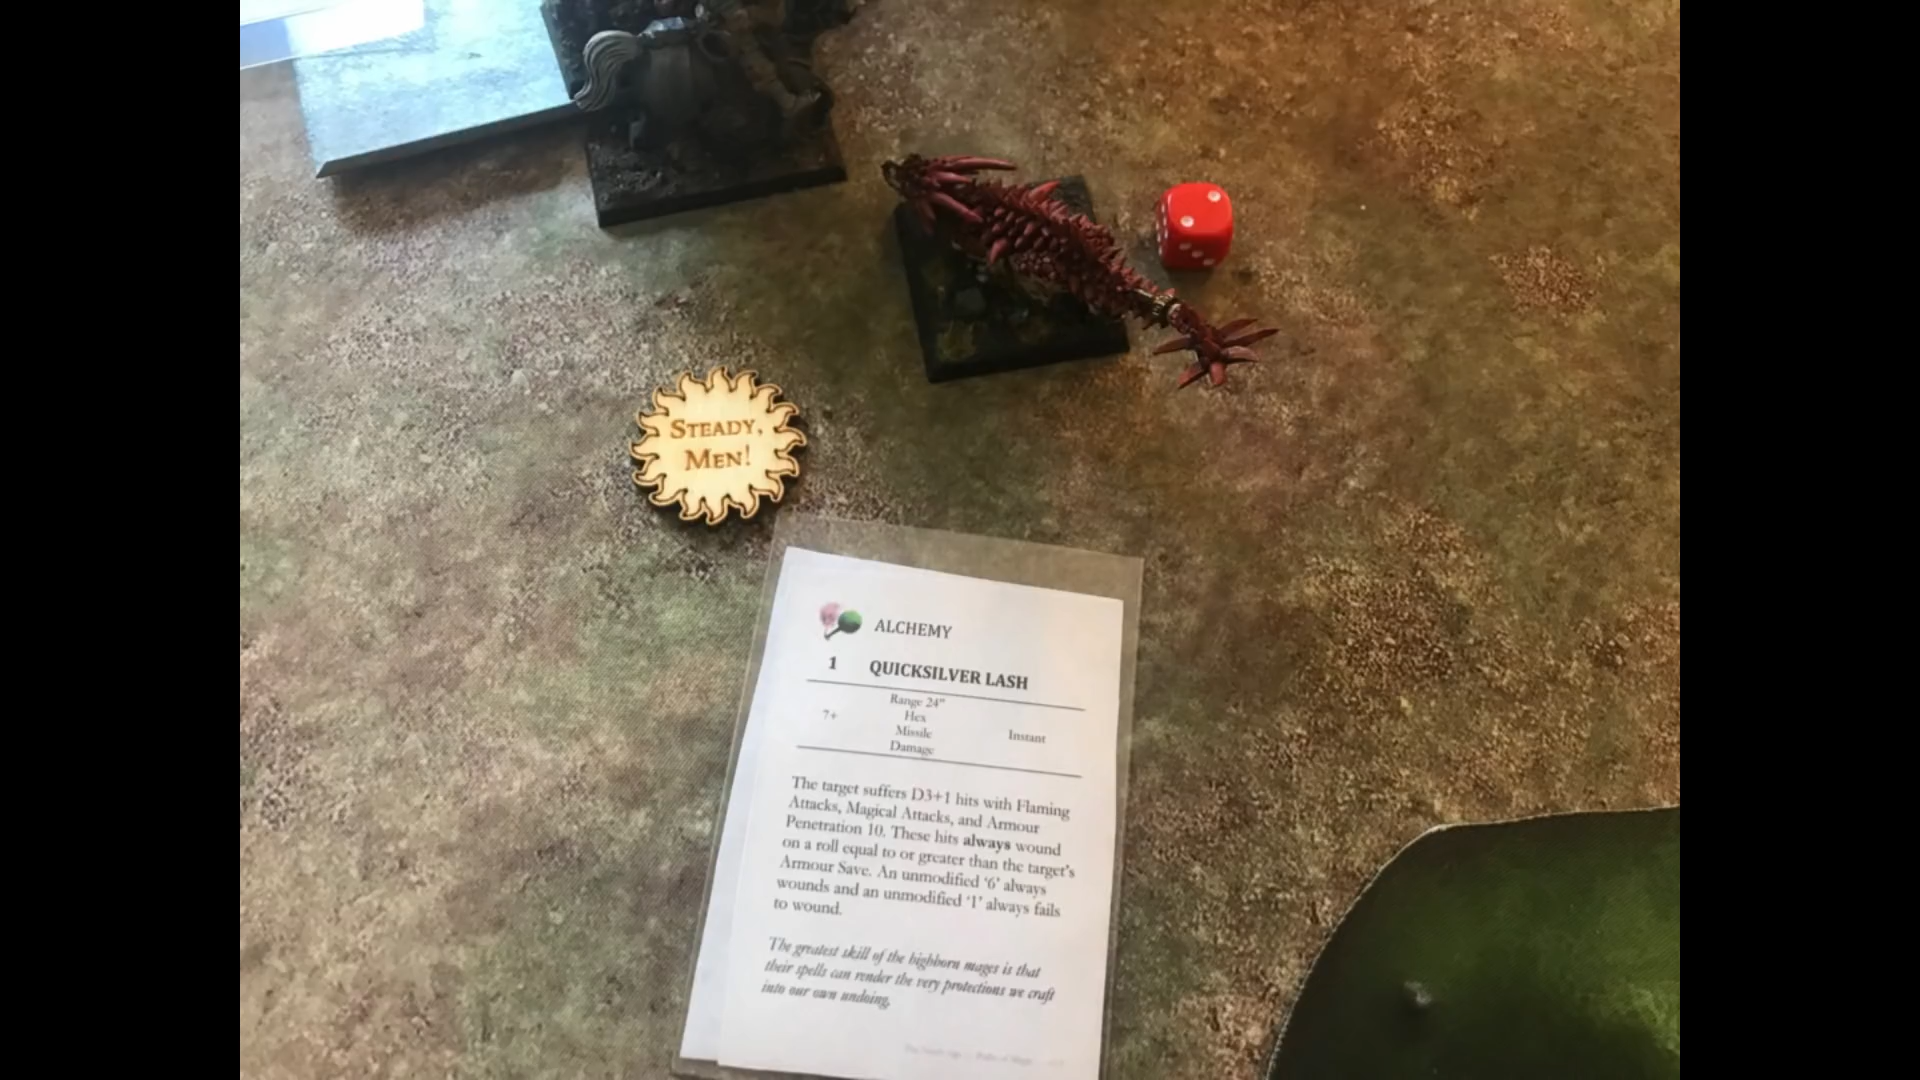 STEADY,
MEN!
ALCHEMY
1 QUICKSILVER LASH
Range 24"
7+ Hex
Missile Instant
Damage
The target suffers D3+1 hits with Flaming
Attacks, Magical Attacks, and Armour
Penetration 10. These hits always wound
on a roll equal to or greater than the target's
Armour Save. An unmodified '6' always
wounds and an unmodified '1' always fails
to wound.
The greatest skill of the highborn mages is that
their spells can render the very protections we craft
into our own undoing.